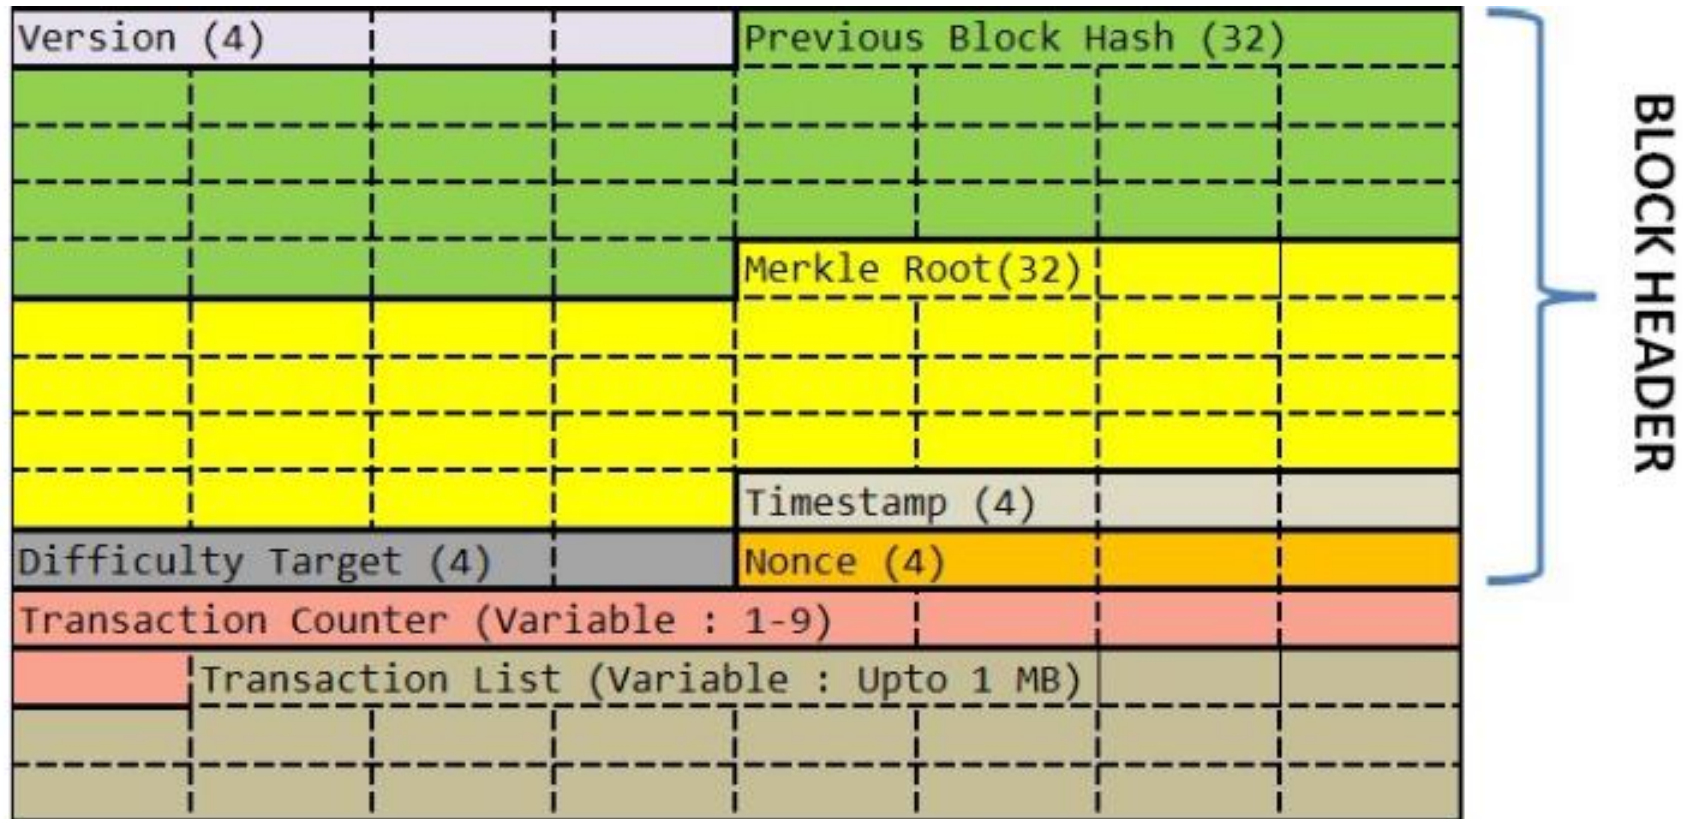 Version (4)
Previous Block Hash (32)
Merkle Root(32)
Timestamp (4)
Difficulty Target (4)
Nonce (4)
Transaction Counter (Variable : 1-9)
Transaction List (Variable : Upto 1 MB)
BLOCK HEADER